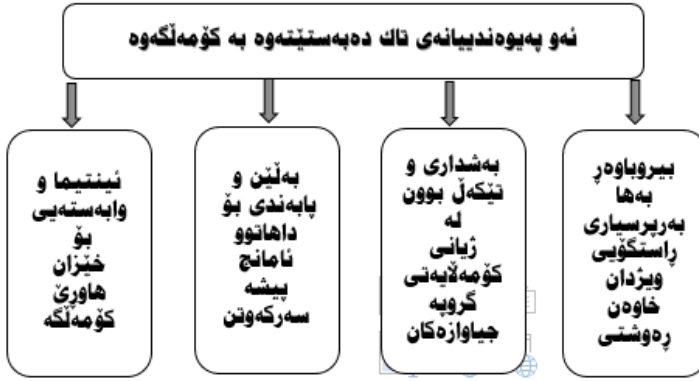 ئەو پەیوەندییانەی تاك دەبەستێتەوە بە کۆمەڵگەوە
بیروباوەڕ
بەها
بەرپرسیاری
ڕاستگۆیی
ویژدان
خاوەن
ڕەوشتی
بەشداری و
تێکەڵ بوون
لە
ژیانی
کۆمەڵایەتی
گروپە
جیاوازەکان
بەڵێن و
پابەندی بۆ
داهاتوو
ئامانج
پیشە
سەرکەوتن
ئینتیما و
وابەستەیی
بۆ
خێزان
هاوڕێ
کۆمەڵگە